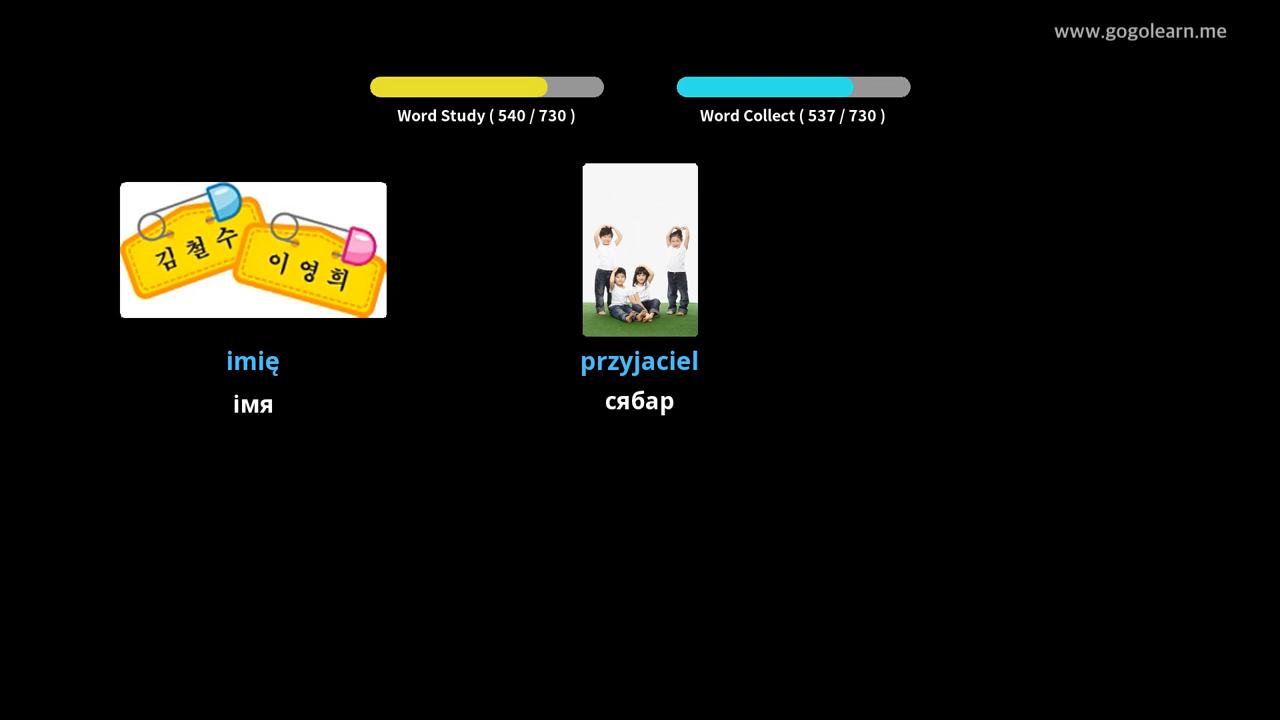 www.gogolearn.me
Word Study ( 540 / 730 )
Word Collect ( 537 / 730 )
김철수
이영희
imię
przyjaciel
імя
сябар